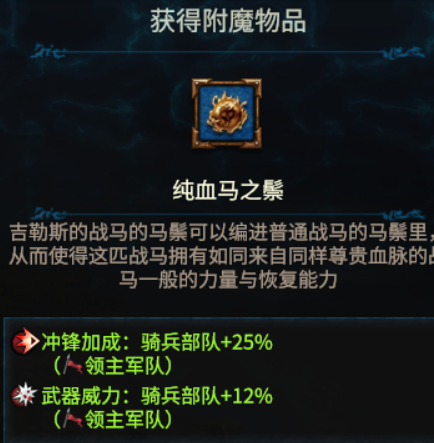 获得附魔物品
纯血马之鬃
吉勒斯的战马的马鬃可以编进普通战马的马鬃里，
从而使得这匹战马拥有如同来自同样尊贵血脉的战
马一般的力量与恢复能力
冲锋加成：骑兵部队+25%
（领主军队）
武器威力：骑兵部队+12%
（领主军队）